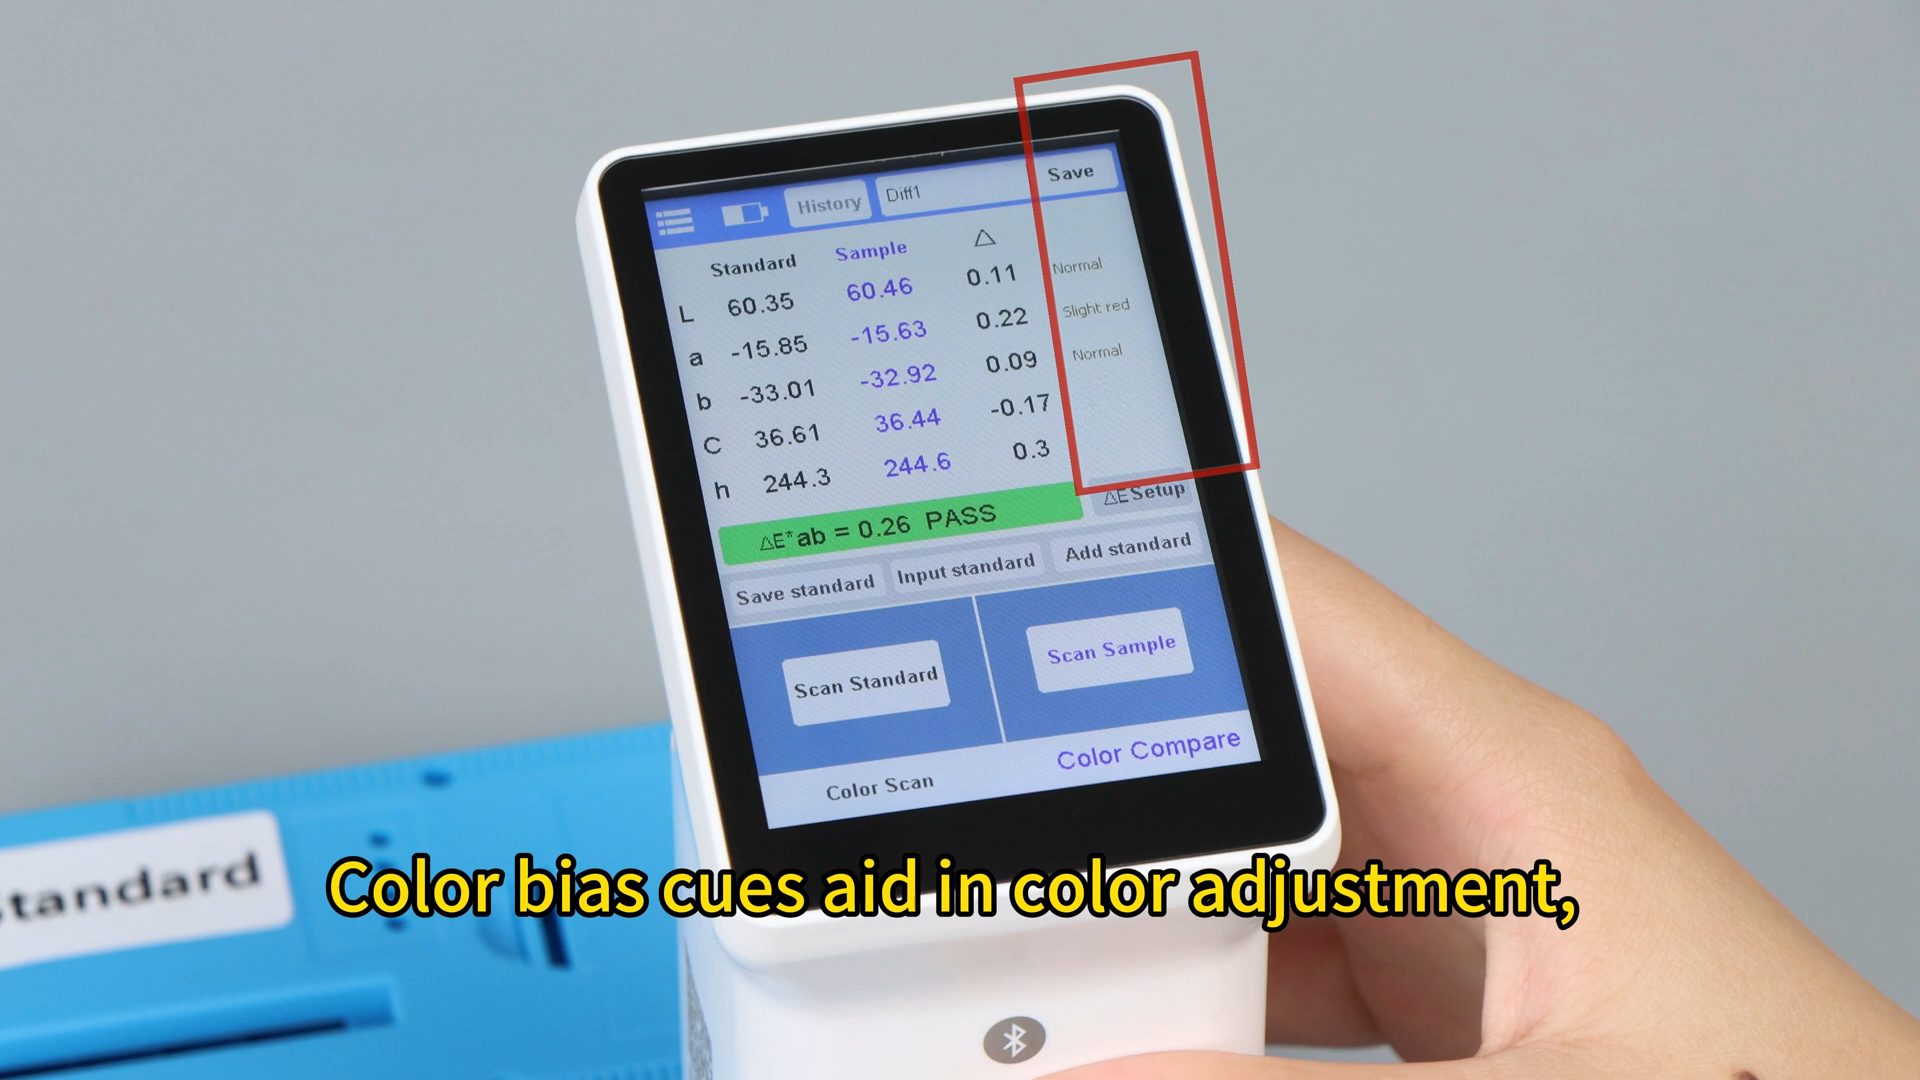 History Diff1 Save
Standard Sample △
L 60.35 60.46 0.11 Normal
a -15.85 -15.63 0.22 Slight red
b -33.01 -32.92 0.09 Normal
C 36.61 36.44 -0.17
h 244.3 244.6 0.3
△E*ab = 0.26 PASS △E Setup
Save standard Input standard Add standard
Scan Standard Scan Sample
Color Scan Color Compare
Standard
Color bias cues aid in color adjustment,